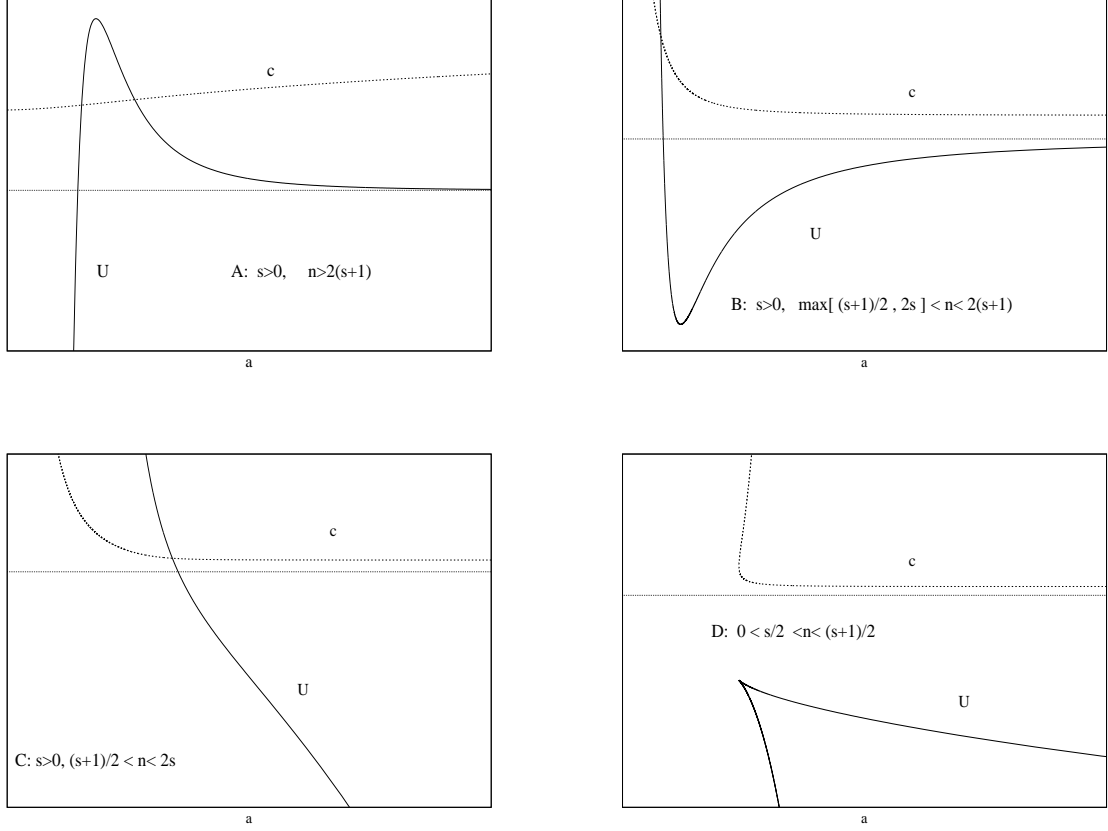 c
U
A: s>0, n>2(s+1)
a
c
U
B: s>0, max[ (s+1)/2 , 2s ] < n< 2(s+1)
a
c
U
C: s>0, (s+1)/2 < n< 2s
a
c
D: 0 < s/2 <n< (s+1)/2
U
a